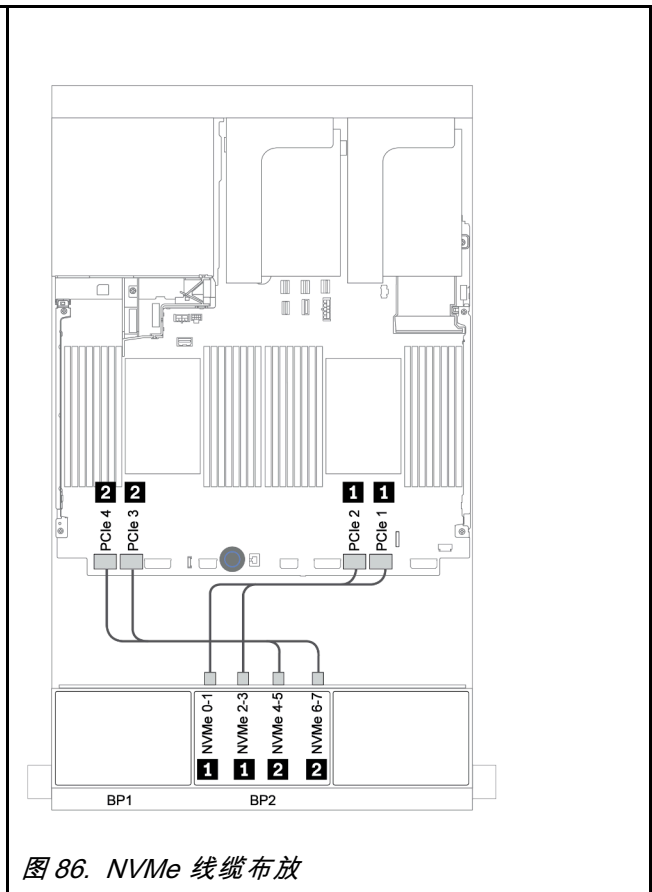 2 2 1 1
PCIe 4 PCIe 3 PCIe 2 PCIe 1
NVMe 0-1 NVMe 2-3 NVMe 4-5 NVMe 6-7
1 1 2 2
BP1 BP2
图 86. NVMe 线缆布放